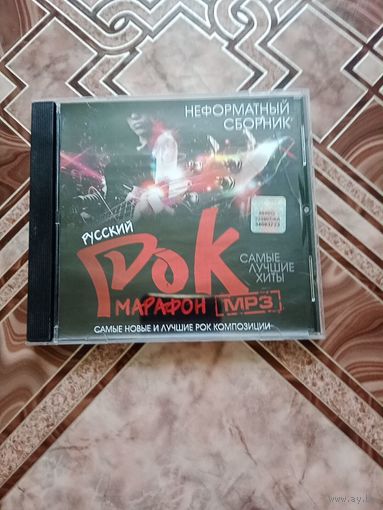 НЕФОРМАТНЫЙ
СБОРНИК
РУССКИЙ
РОК
САМЫЕ
ЛУЧШИЕ
ХИТЫ
МАРАФОН MP3
САМЫЕ НОВЫЕ И ЛУЧШИЕ РОК КОМПОЗИЦИИ